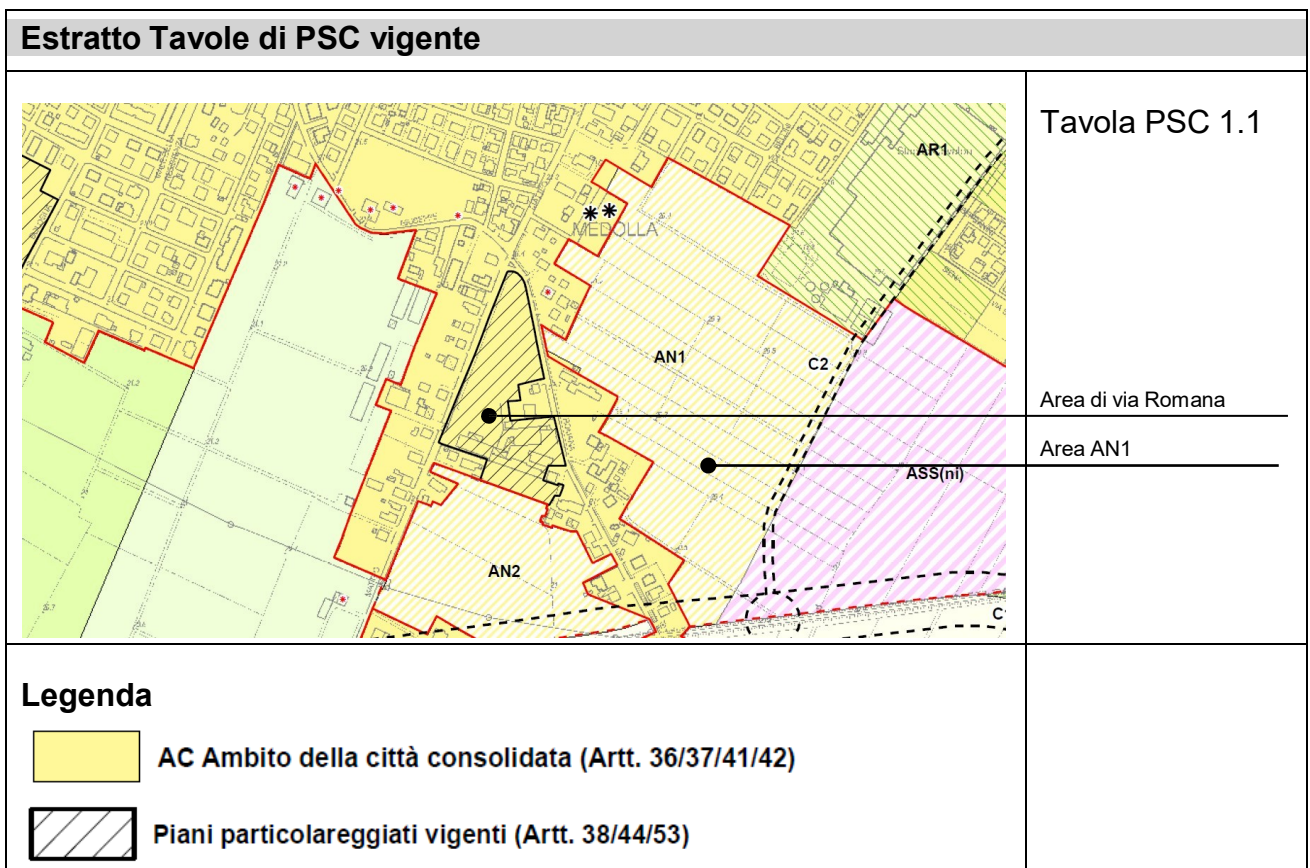 Estratto Tavole di PSC vigente
Tavola PSC 1.1
AR1
MEDOLLA
AN1
C2
Area di via Romana
Area AN1
ASS(ni)
AN2
Legenda
AC Ambito della città consolidata (Artt. 36/37/41/42)
Piani particolareggiati vigenti (Artt. 38/44/53)